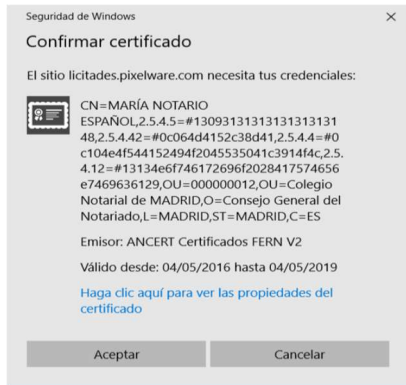 Seguridad de Windows
Confirmar certificado
El sitio licitades.pixelware.com necesita tus credenciales:
CN=MARÍA NOTARIO
ESPAÑOL,2.5.4.5=#13093131313131313131
48,2.5.4.42=#0c064d4152c38d41,2.5.4.4=#0
c104e4f544152494f2045535041c3914f4c,2.5.
4.12=#13134e6f746172696f2028417574656
e7469636129,OU=000000012,OU=Colegio
Notarial de MADRID,O=Consejo General del
Notariado,L=MADRID,ST=MADRID,C=ES
Emisor: ANCERT Certificados FERN V2
Válido desde: 04/05/2016 hasta 04/05/2019
Haga clic aquí para ver las propiedades del
certificado
Aceptar
Cancelar